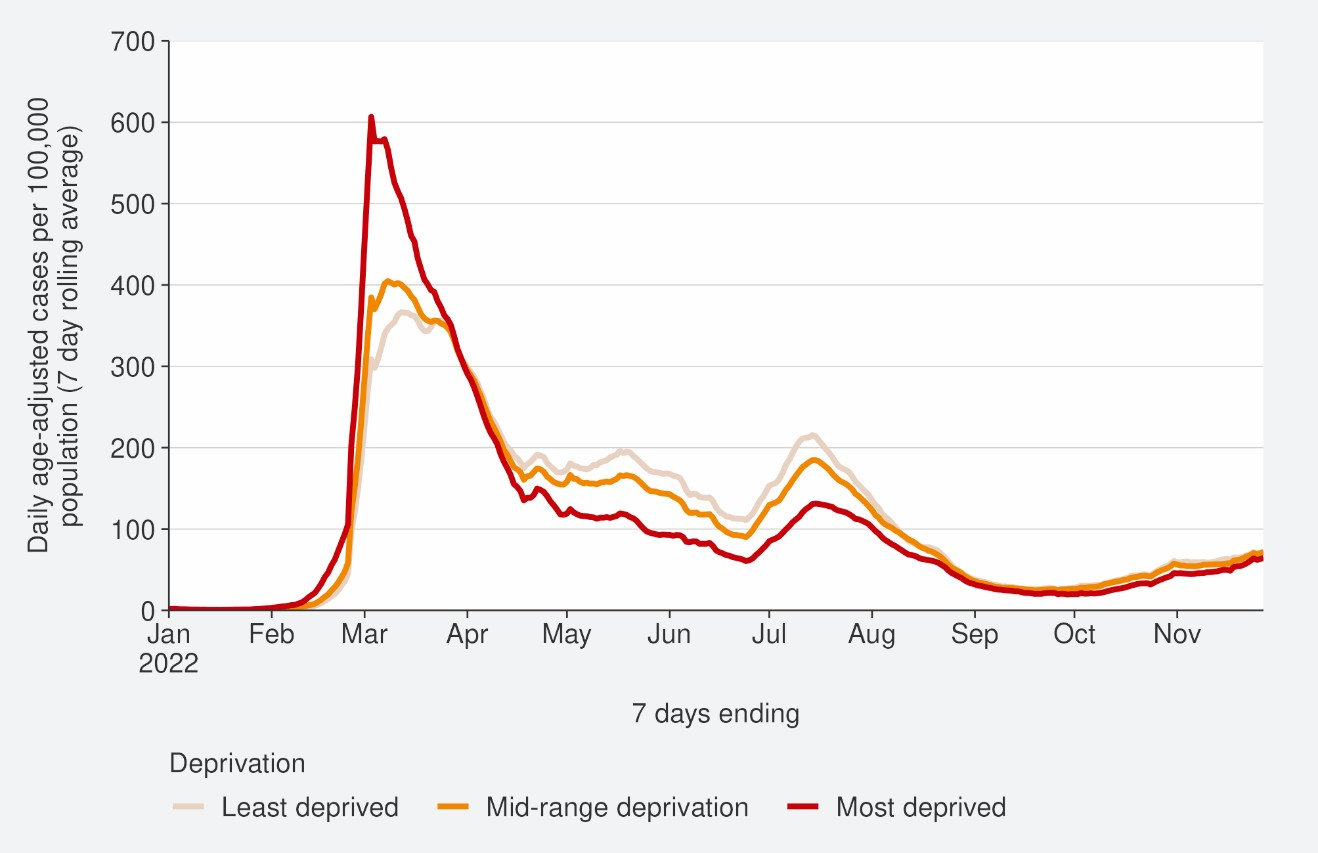 Daily age-adjusted cases per 100,000
population (7 day rolling average)
700
600
500
400
300
200
100
0
Jan Feb Mar Apr May Jun Jul Aug Sep Oct Nov
2022
7 days ending
Deprivation
Least deprived Mid-range deprivation Most deprived